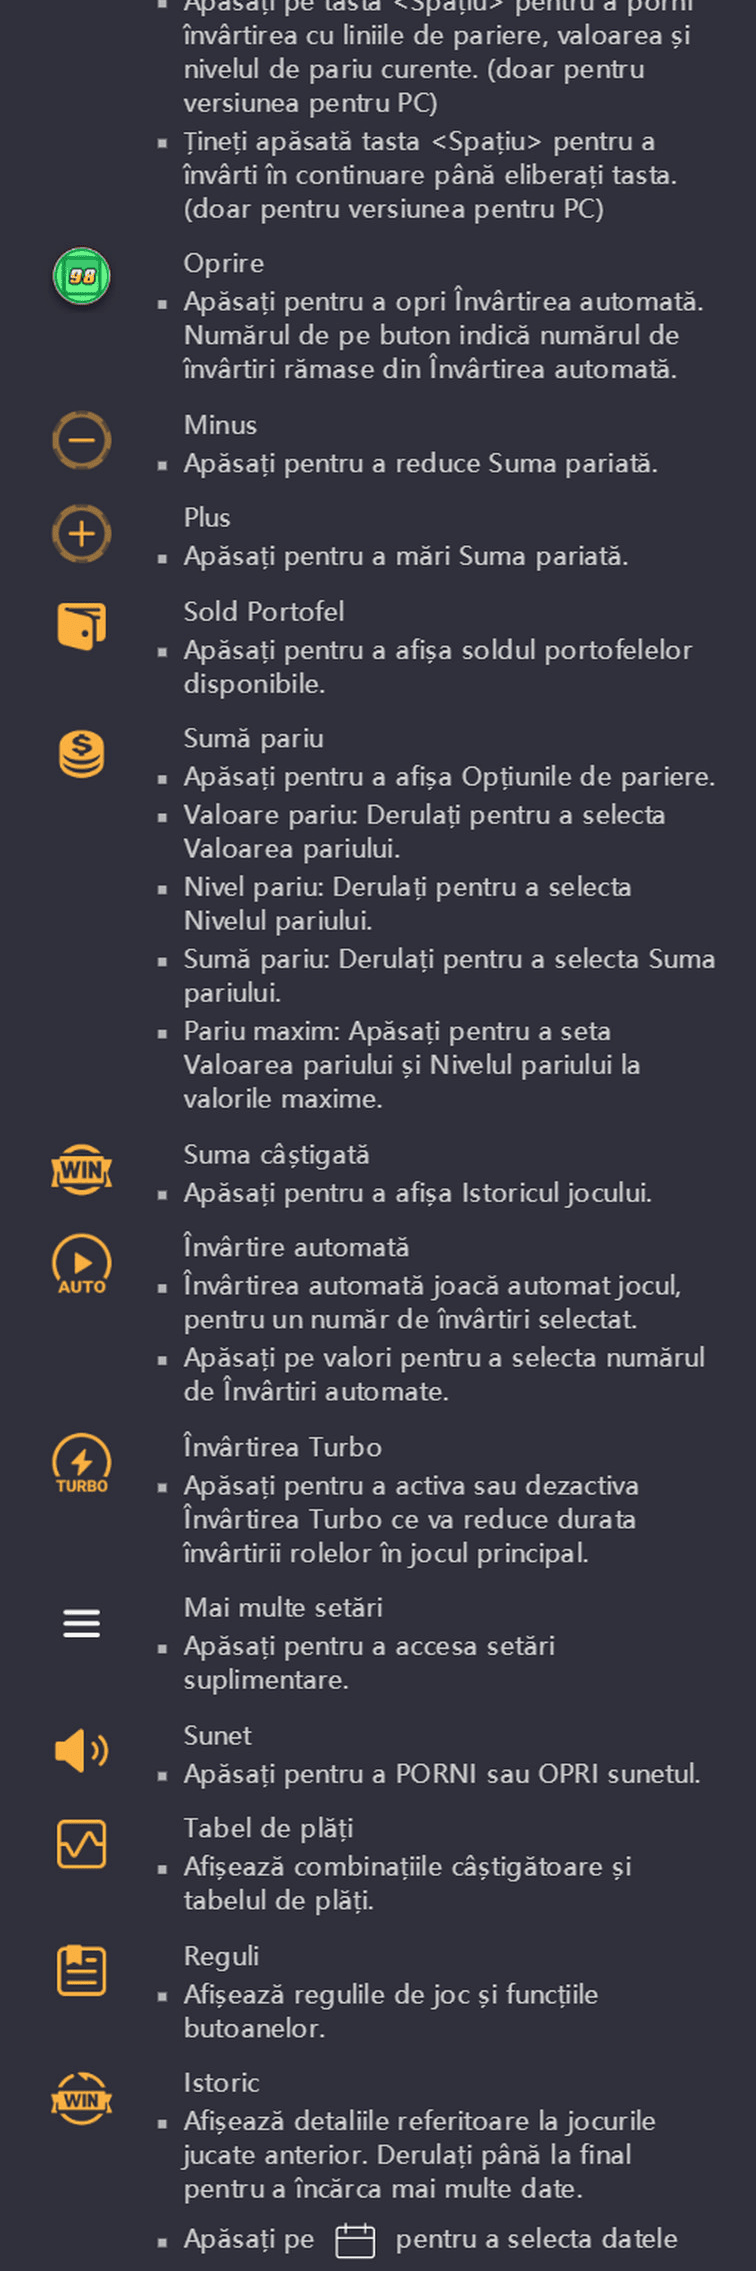 Apăsați pe tasta <Spațiu> pentru a porni
învârtirea cu liniile de pariere, valoarea și
nivelul de pariu curente. (doar pentru
versiunea pentru PC)
Țineți apăsată tasta <Spațiu> pentru a
învârti în continuare până eliberați tasta.
(doar pentru versiunea pentru PC)
98
Oprire
Apăsați pentru a opri Învârtirea automată.
Numărul de pe buton indică numărul de
învârtiri rămase din Învârtirea automată.
Minus
Apăsați pentru a reduce Suma pariată.
Plus
Apăsați pentru a mări Suma pariată.
Sold Portofel
Apăsați pentru a afișa soldul portofelelor
disponibile.
Sumă pariu
Apăsați pentru a afișa Opțiunile de pariere.
Valoare pariu: Derulați pentru a selecta
Valoarea pariului.
Nivel pariu: Derulați pentru a selecta
Nivelul pariului.
Sumă pariu: Derulați pentru a selecta Suma
pariului.
Pariu maxim: Apăsați pentru a seta
Valoarea pariului și Nivelul pariului la
valorile maxime.
WIN
Suma câștigată
Apăsați pentru a afișa Istoricul jocului.
AUTO
Învârtire automată
Învârtirea automată joacă automat jocul,
pentru un număr de învârtiri selectat.
Apăsați pe valori pentru a selecta numărul
de Învârtiri automate.
TURBO
Învârtirea Turbo
Apăsați pentru a activa sau dezactiva
Învârtirea Turbo ce va reduce durata
învârtirii rolelor în jocul principal.
Mai multe setări
Apăsați pentru a accesa setări
suplimentare.
Sunet
Apăsați pentru a PORNI sau OPRI sunetul.
Tabel de plăți
Afișează combinațiile câștigătoare și
tabelul de plăți.
Reguli
Afișează regulile de joc și funcțiile
butoanelor.
WIN
Istoric
Afișează detaliile referitoare la jocurile
jucate anterior. Derulați până la final
pentru a încărca mai multe date.
Apăsați pe pentru a selecta datele